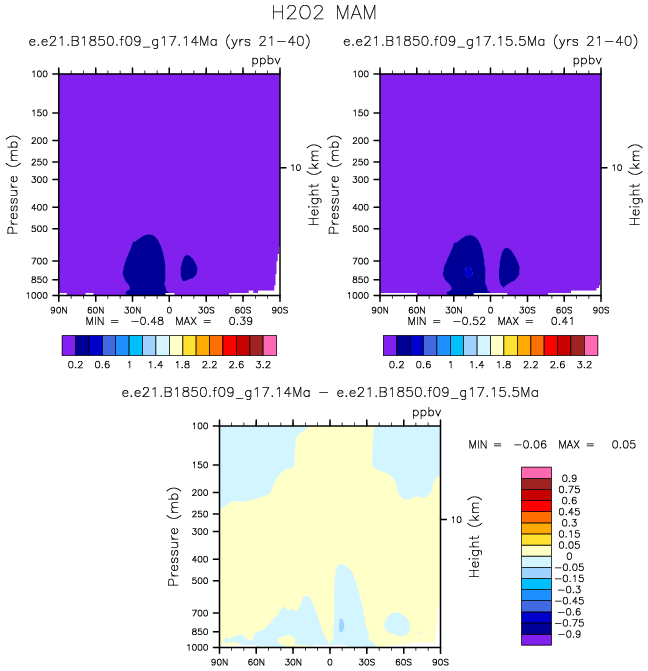 H2O2 MAM
e.e21.B1850.f09_g17.14Ma (yrs 21−40)
ppbv
100
150
200
250
300
400
500
700
850
1000
Pressure (mb)
10
Height (km)
90N 60N 30N 0 30S 60S 90S
MIN = −0.48 MAX = 0.39
0.2 0.6 1 1.4 1.8 2.2 2.6 3.2
e.e21.B1850.f09_g17.15.5Ma (yrs 21−40)
ppbv
100
150
200
250
300
400
500
700
850
1000
Pressure (mb)
10
Height (km)
90N 60N 30N 0 30S 60S 90S
MIN = −0.52 MAX = 0.41
0.2 0.6 1 1.4 1.8 2.2 2.6 3.2
e.e21.B1850.f09_g17.14Ma − e.e21.B1850.f09_g17.15.5Ma
ppbv
100
150
200
250
300
400
500
700
850
1000
Pressure (mb)
10
Height (km)
90N 60N 30N 0 30S 60S 90S
MIN = −0.06 MAX = 0.05
0.9
0.75
0.6
0.45
0.3
0.15
0.05
0
−0.05
−0.15
−0.3
−0.45
−0.6
−0.75
−0.9